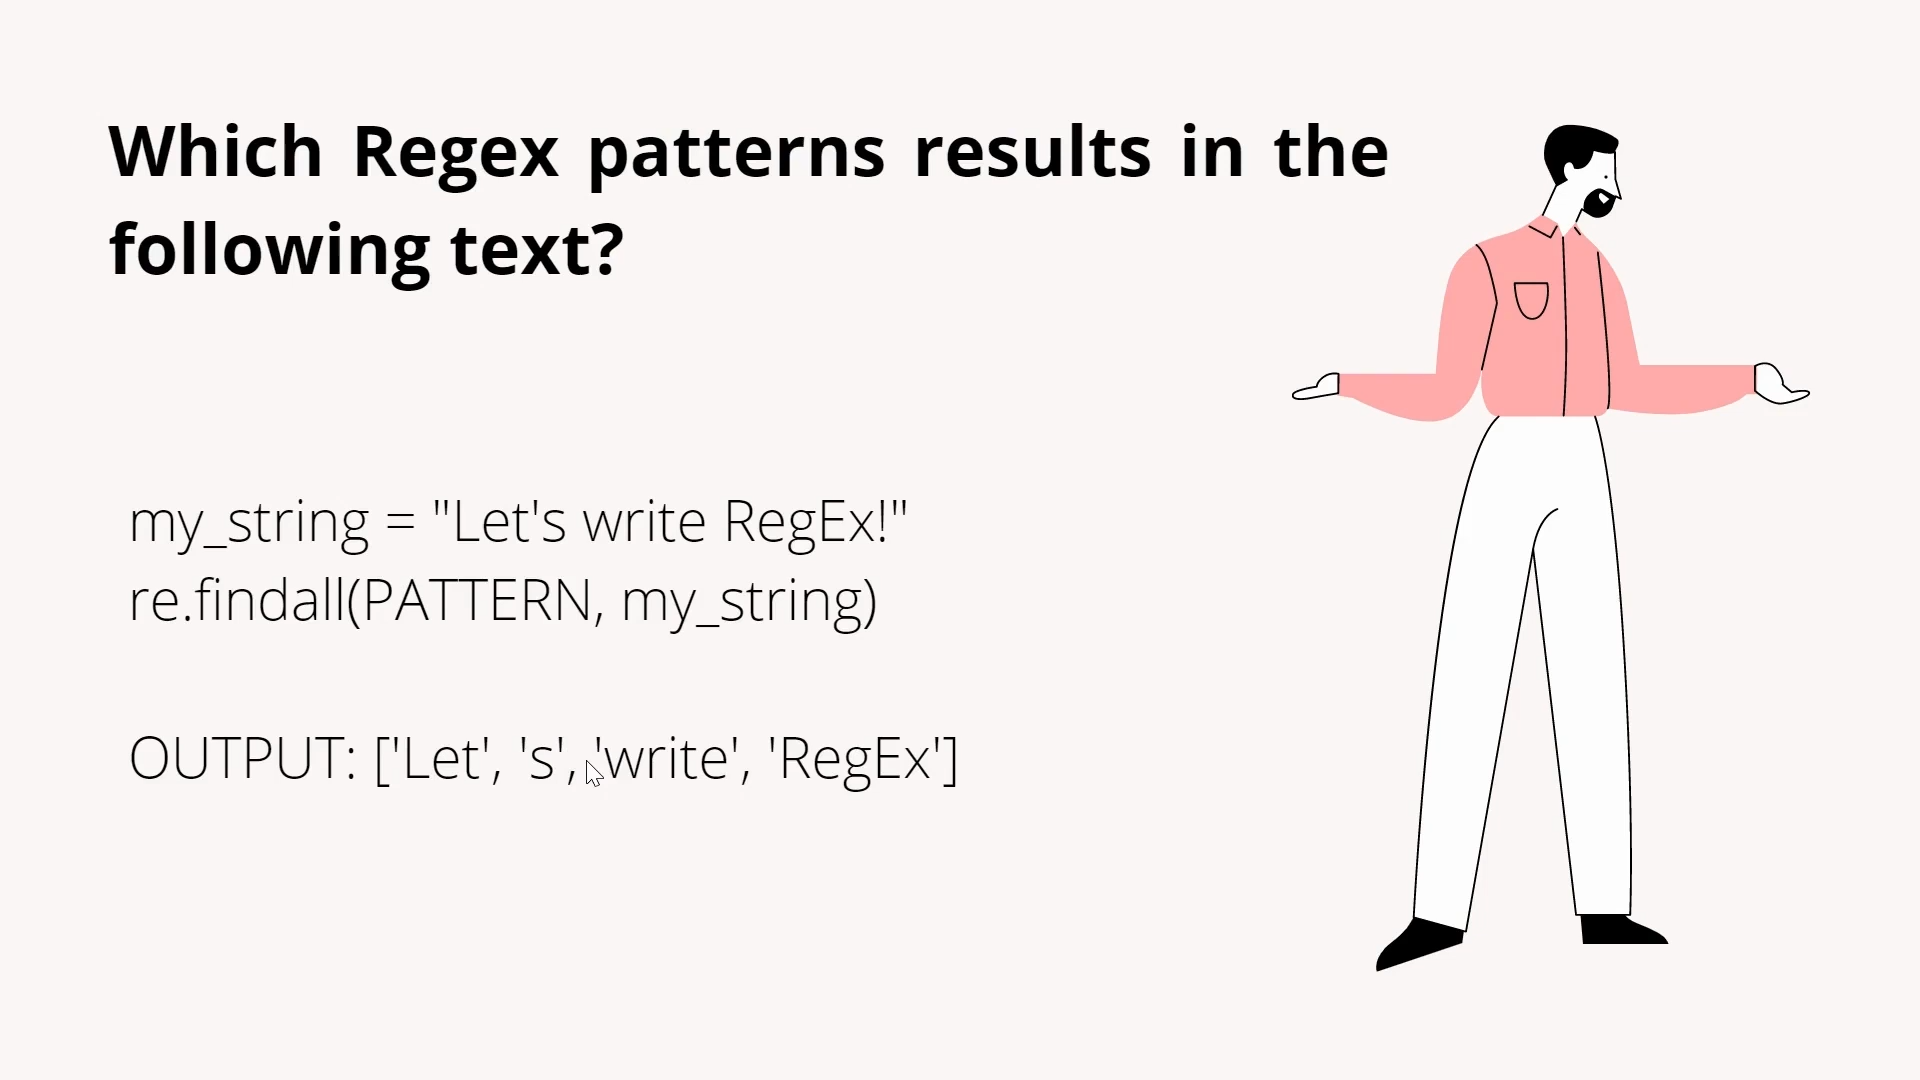 Which Regex patterns results in the
following text?
my_string = "Let's write RegEx!"
re.findall(PATTERN, my_string)
OUTPUT: ['Let', 's', 'write', 'RegEx']